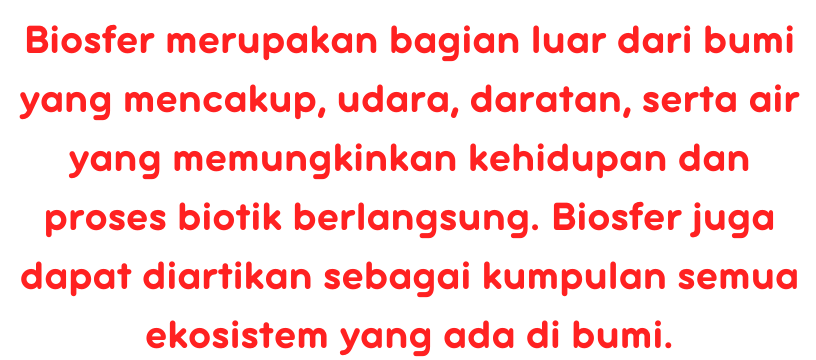 Biosfer merupakan bagian luar dari bumi
yang mencakup, udara, daratan, serta air
yang memungkinkan kehidupan dan
proses biotik berlangsung. Biosfer juga
dapat diartikan sebagai kumpulan semua
ekosistem yang ada di bumi.